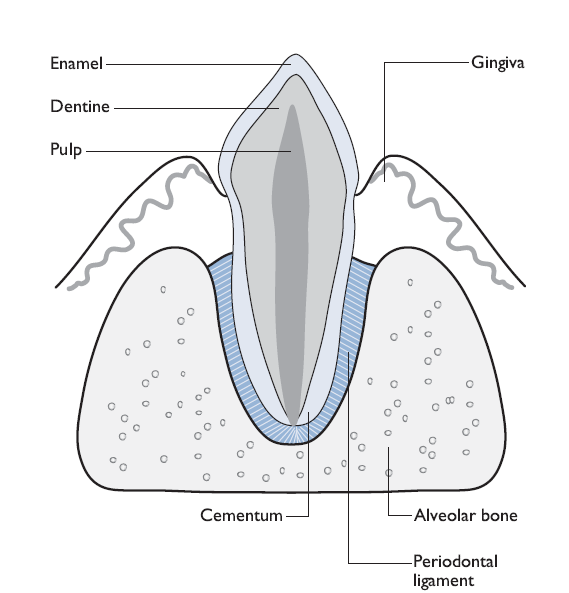 Enamel
Gingiva
Dentine
Pulp
Cementum
Alveolar bone
Periodontal
ligament